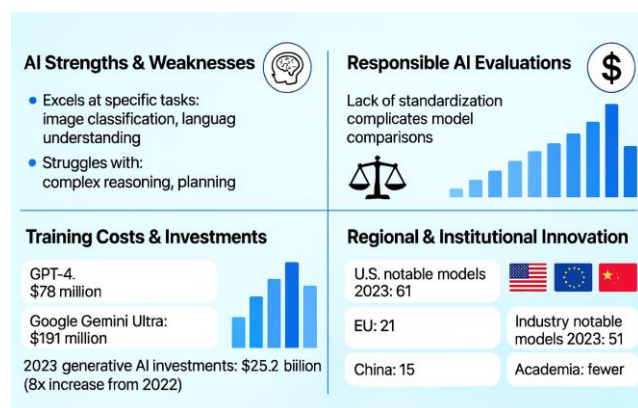 AI Strengths & Weaknesses
• Excels at specific tasks:
image classification, languag
understanding
• Struggles with:
complex reasoning, planning
Responsible AI Evaluations
$
Lack of standardization
complicates model
comparisons
Training Costs & Investments
GPT-4.
$78 million
Google Gemini Ultra:
$191 million
2023 generative AI investments: $25.2 biilion
(8x increase from 2022)
Regional & Institutional Innovation
U.S. notable models
2023: 61
EU: 21
Industry notable
models 2023: 51
China: 15
Academia: fewer